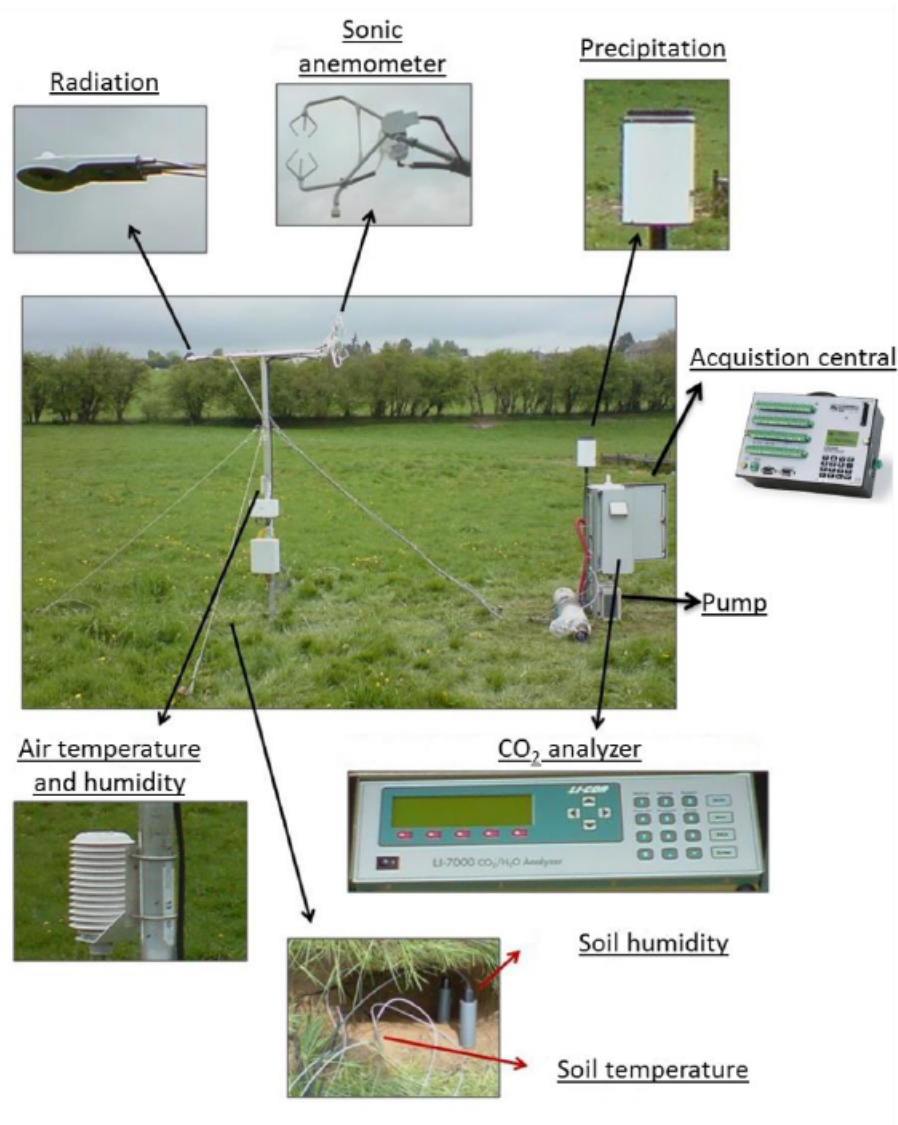 Sonic
anemometer
Precipitation
Radiation
Acquistion central
Pump
Air temperature
and humidity
CO₂ analyzer
LI-COR
LI-7000 CO₂/H₂O Analyzer
Soil humidity
Soil temperature